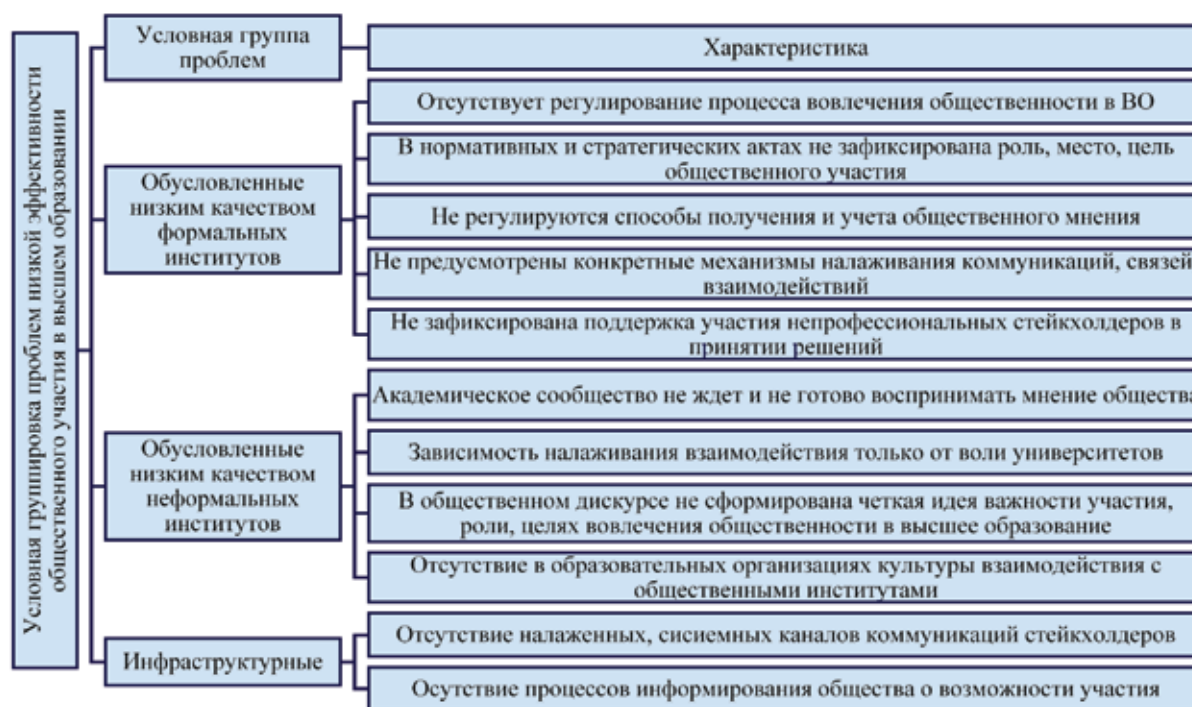 Условная группировка проблем низкой эффективности
общественного участия в высшем образовании
Условная группа
проблем
Характеристика
Обусловленные
низким качеством
формальных
институтов
Отсутствует регулирование процесса вовлечения общественности в ВО
В нормативных и стратегических актах не зафиксирована роль, место, цель
общественного участия
Не регулируются способы получения и учета общественного мнения
Не предусмотрены конкретные механизмы налаживания коммуникаций, связей
взаимодействий
Не зафиксирована поддержка участия непрофессиональных стейкхолдеров в
принятии решений
Обусловленные
низким качеством
неформальных
институтов
Академическое сообщество не ждет и не готово воспринимать мнение общества
Зависимость налаживания взаимодействия только от воли университетов
В общественном дискурсе не сформирована четкая идея важности участия,
роли, целях вовлечения общественности в высшее образование
Отсутствие в образовательных организациях культуры взаимодействия с
общественными институтами
Инфраструктурные
Отсутствие налаженных, сисиемных каналов коммуникаций стейкхолдеров
Осутствие процессов информирования общества о возможности участия